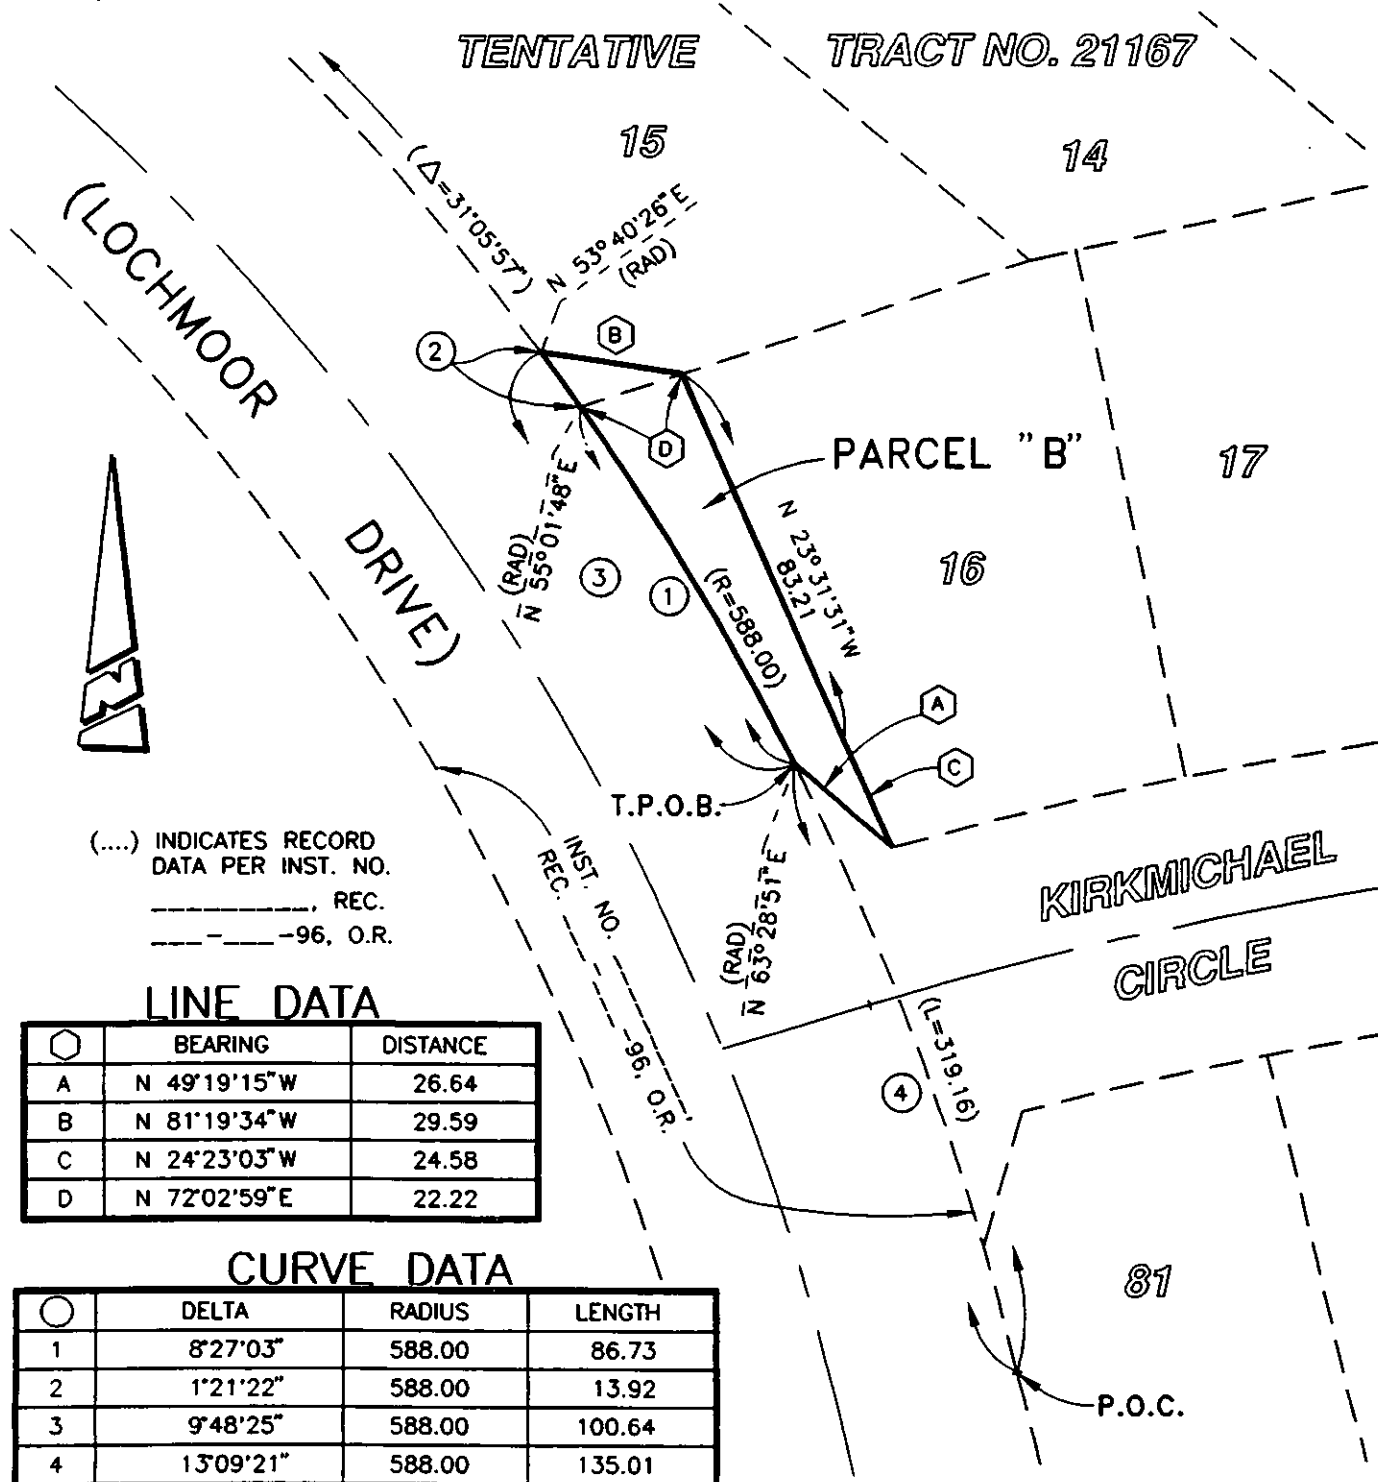 TENTATIVE TRACT NO. 21167
15
14
(LOCHMOOR
DRIVE)
(Δ=31°05'57")
N 53°40'26"E
(RAD)
B
2
D
PARCEL "B"
17
16
(RAD)
N 55°01'48"E
3
1
(R=588.00)
N 23°31'31"W
83.21
A
C
T.P.O.B.
N
(....) INDICATES RECORD
DATA PER INST. NO.
__________, REC.
___-___-96, O.R.
INST. NO. ________,
REC. ___-___-96, O.R.
(RAD)
N 63°28'51"E
KIRKMICHAEL
CIRCLE
(L=319.16)
4
81
P.O.C.
LINE DATA
BEARING DISTANCE
A N 49°19'15"W 26.64
B N 81°19'34"W 29.59
C N 24°23'03"W 24.58
D N 72°02'59"E 22.22
CURVE DATA
DELTA RADIUS LENGTH
1 8°27'03" 588.00 86.73
2 1°21'22" 588.00 13.92
3 9°48'25" 588.00 100.64
4 13°09'21" 588.00 135.01